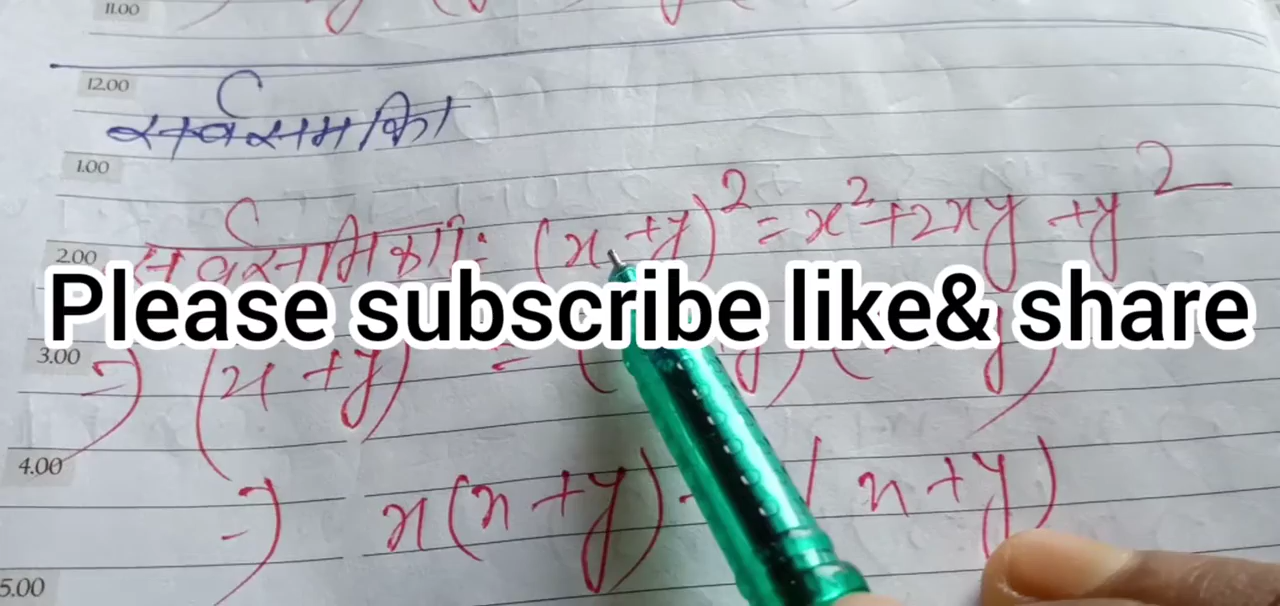 11.00
12.00
सर्वसमिका
1.00
2.00 सर्वसमिका: (x+y)² = x²+2xy+y²
Please subscribe like& share
3.00 ⇒ (x+y) = ( y) ( y)
4.00
⇒ x(x+y) (x+y)
5.00